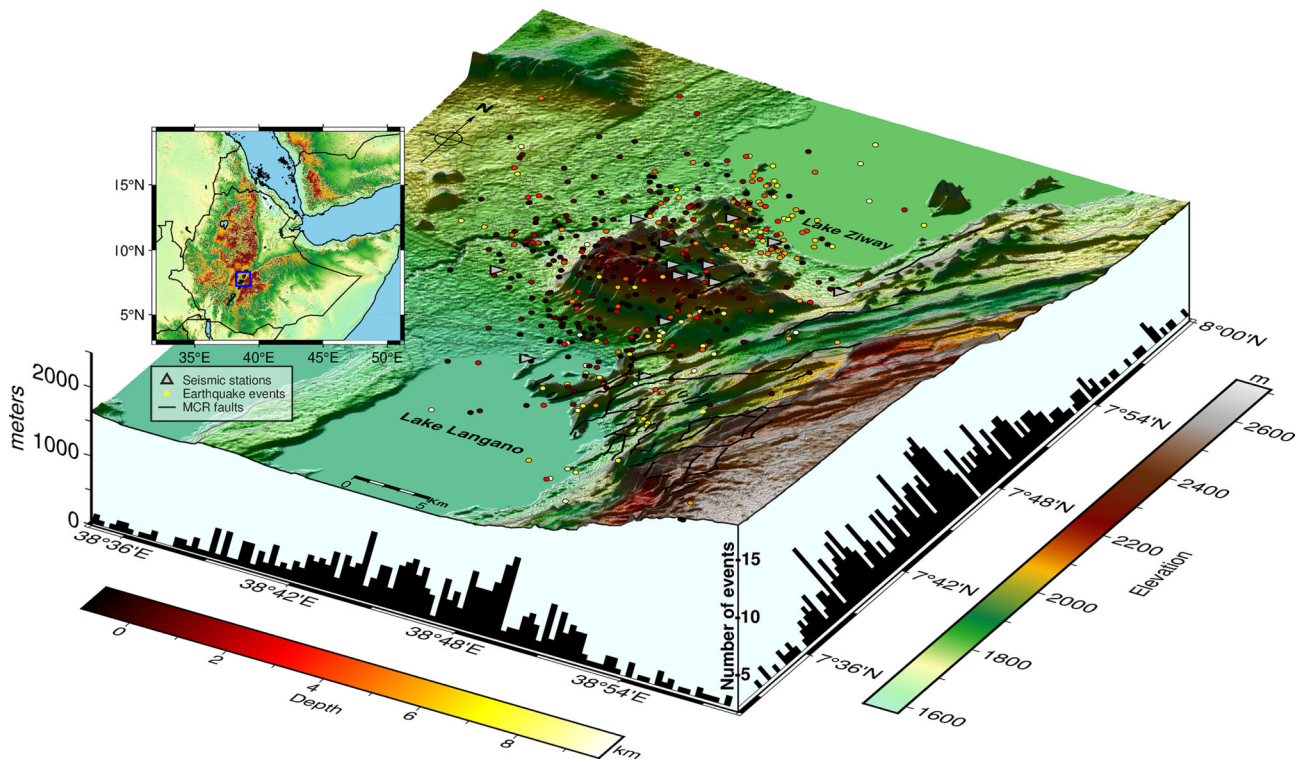 N
15°N
10°N
5°N
35°E
40°E
45°E
50°E
Seismic stations
Earthquake events
MCR faults
Lake Ziway
Lake Langano
0
5
Km
meters
2000
1000
0
38°36'E
38°42'E
38°48'E
38°54'E
Number of events
15
10
5
7°36'N
7°42'N
7°48'N
7°54'N
8°00'N
0
2
4
6
8
km
Depth
m
2600
2400
2200
2000
1800
1600
Elevation